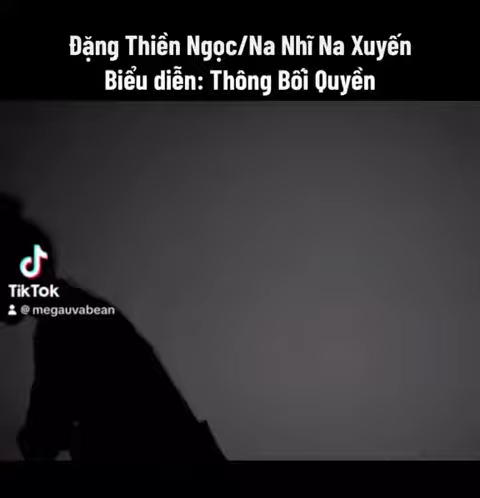 Đặng Thiền Ngọc/Na Nhĩ Na Xuyến
Biểu diễn: Thông Bối Quyền
TikTok
@megauvabean